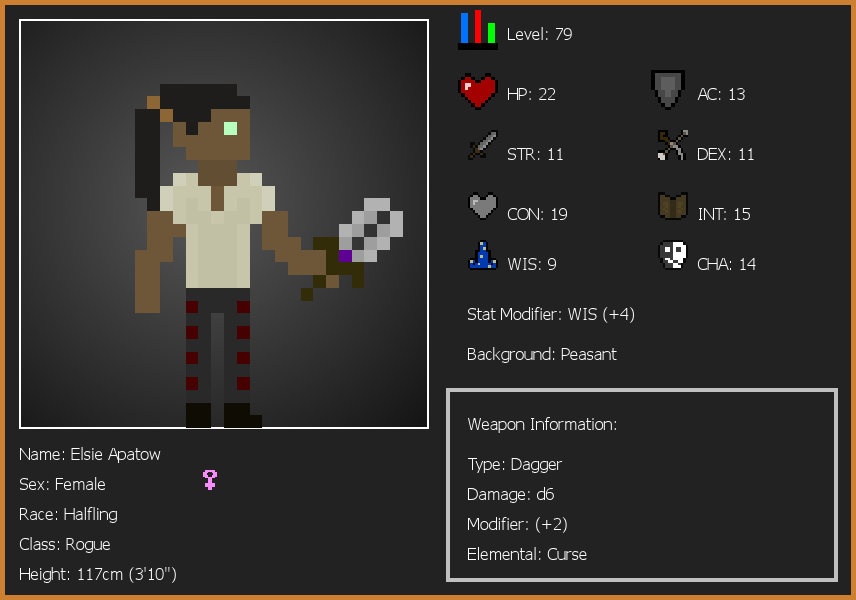 Level: 79
HP: 22
AC: 13
STR: 11
DEX: 11
CON: 19
INT: 15
WIS: 9
CHA: 14
Stat Modifier: WIS (+4)
Background: Peasant
Weapon Information:
Type: Dagger
Damage: d6
Modifier: (+2)
Elemental: Curse
Name: Elsie Apatow
Sex: Female
Race: Halfling
Class: Rogue
Height: 117cm (3'10")